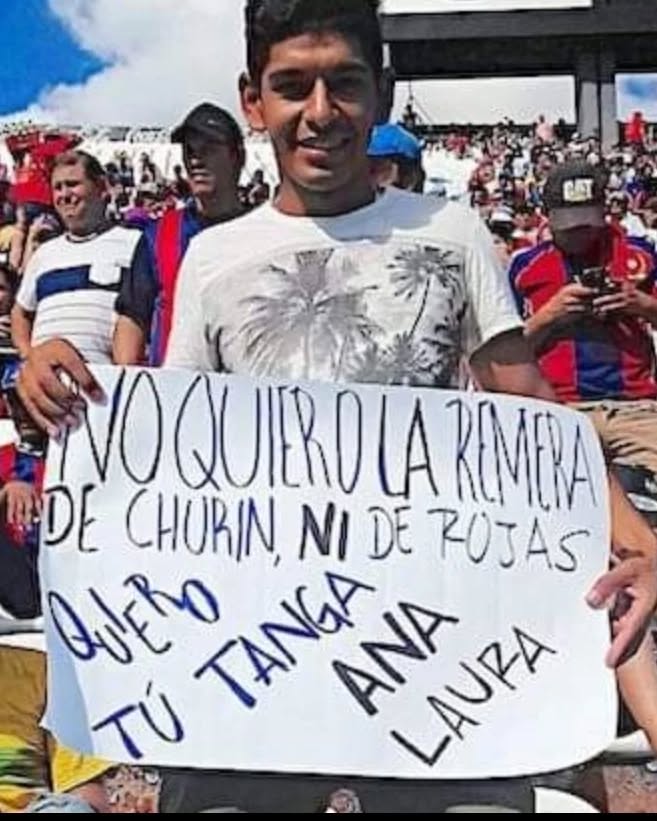 NO QUIERO LA REMERA
DE CHURIN, NI DE ROJAS
QUIERO
TÚ TANGA
ANA
LAURA
CAT